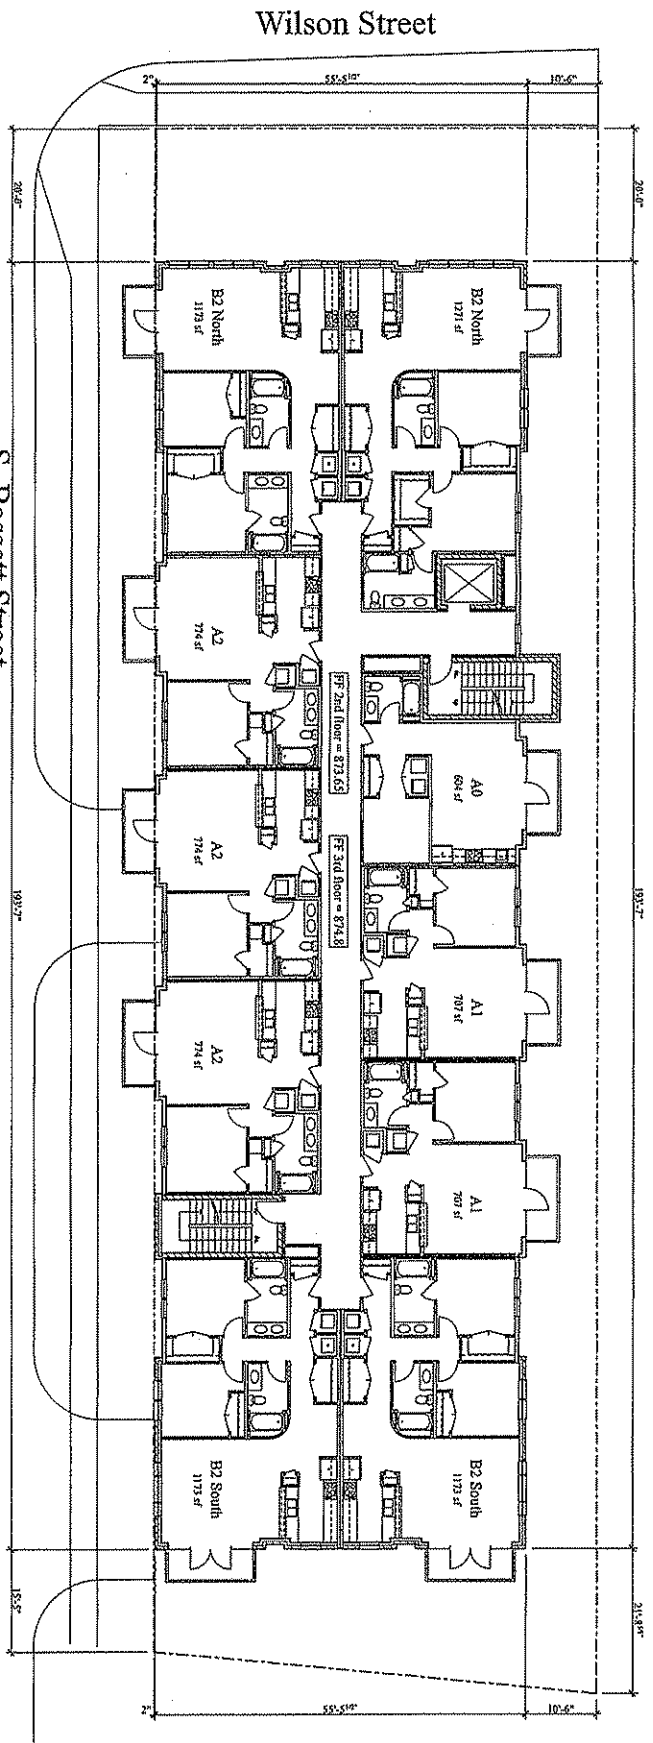 Wilson Street
2"
55'-5 1/2"
10'-6"
20'-0"
20'-0"
B2 North
1173 sf
B2 North
1271 sf
A2
774 sf
FF 2nd floor = 873.65
A0
604 sf
A2
774 sf
FF 3rd floor = 874.8
193'-7"
193'-7"
A1
707 sf
A2
774 sf
A1
707 sf
B2 South
1173 sf
B2 South
1173 sf
15'-5"
2"
55'-5 1/2"
10'-6"